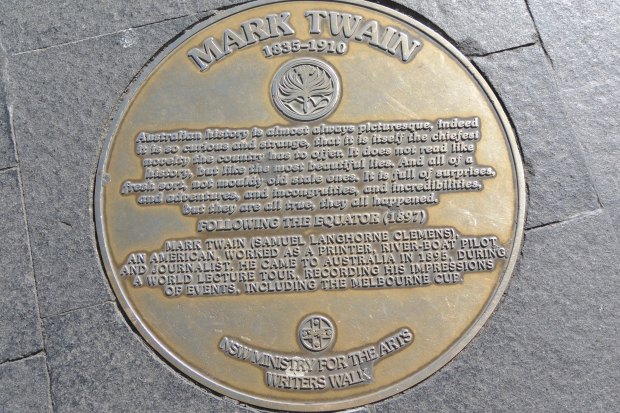 MARK TWAIN
1835-1910
Australian history is almost always picturesque, indeed
it is so curious and strange, that it is itself the chiefest
novelty the country has to offer. It does not read like
history, but like the most beautiful lies. And all of a
fresh sort, not mouldy old stale ones. It is full of surprises,
and adventures, and incongruities, and incredibilities,
but they are all true, they all happened.
FOLLOWING THE EQUATOR (1897)
MARK TWAIN (SAMUEL LANGHORNE CLEMENS)
AN AMERICAN, WORKED AS A PRINTER, RIVER-BOAT PILOT
AND JOURNALIST. HE CAME TO AUSTRALIA IN 1895, DURING
A WORLD LECTURE TOUR, RECORDING HIS IMPRESSIONS
OF EVENTS, INCLUDING THE MELBOURNE CUP.
NSW MINISTRY FOR THE ARTS
WRITERS WALK